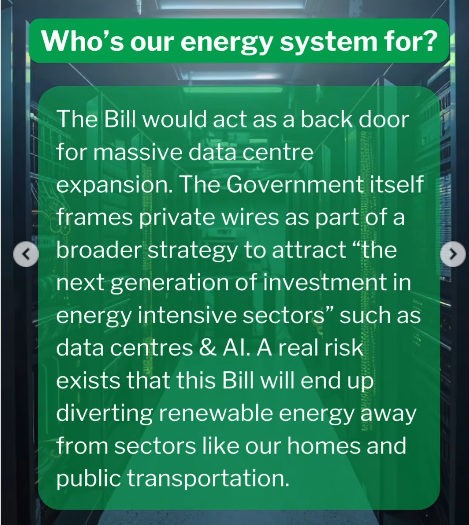 Who’s our energy system for?
The Bill would act as a back door
for massive data centre
expansion. The Government itself
frames private wires as part of a
broader strategy to attract “the
next generation of investment in
energy intensive sectors” such as
data centres & AI. A real risk
exists that this Bill will end up
diverting renewable energy away
from sectors like our homes and
public transportation.